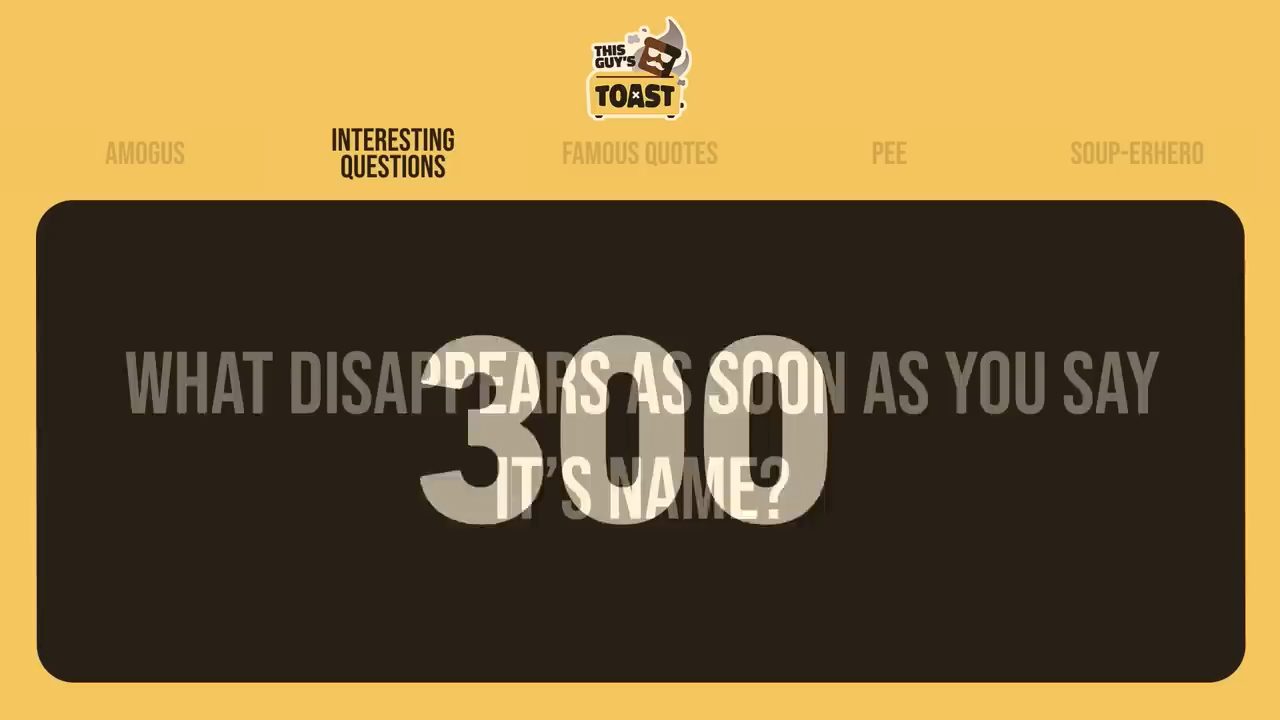 THIS
GUY'S
TOAST
AMOGUS
INTERESTING
QUESTIONS
FAMOUS QUOTES
PEE
SOUP-ERHERO
300
WHAT DISAPPEARS AS SOON AS YOU SAY
IT'S NAME?